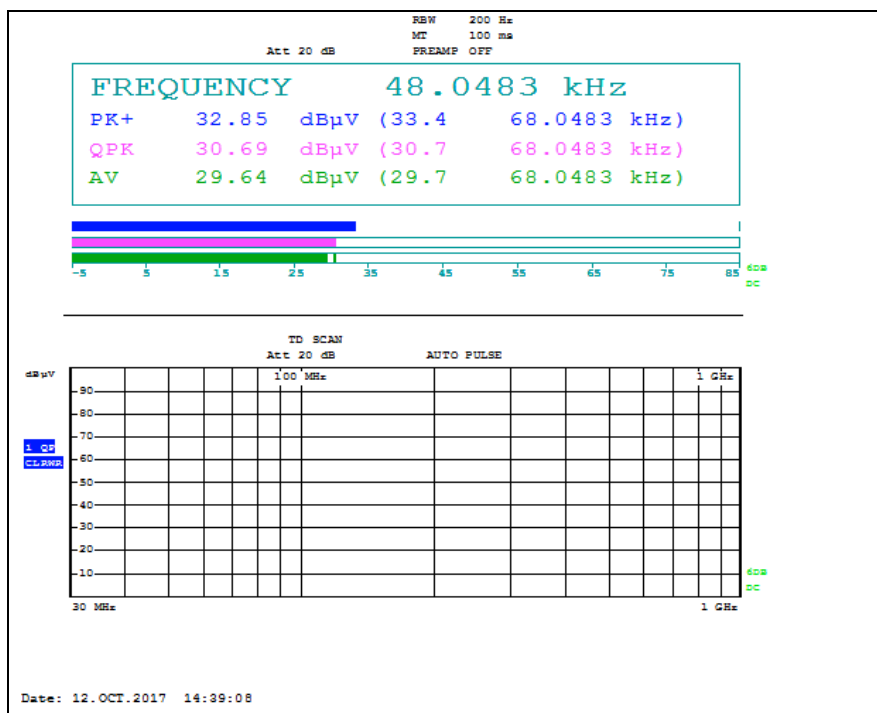 RBW 200 Hz
MT 100 ms
Att 20 dB PREAMP OFF
FREQUENCY 48.0483 kHz
PK+ 32.85 dBµV (33.4 68.0483 kHz)
QPK 30.69 dBµV (30.7 68.0483 kHz)
AV 29.64 dBµV (29.7 68.0483 kHz)
-5 5 15 25 35 45 55 65 75 85
6DB
DC
TD SCAN
Att 20 dB AUTO PULSE
dBµV 100 MHz 1 GHz
90
80
70
1 QP
60
CLRWR
50
40
30
20
10
6DB
DC
30 MHz 1 GHz
Date: 12.OCT.2017 14:39:08